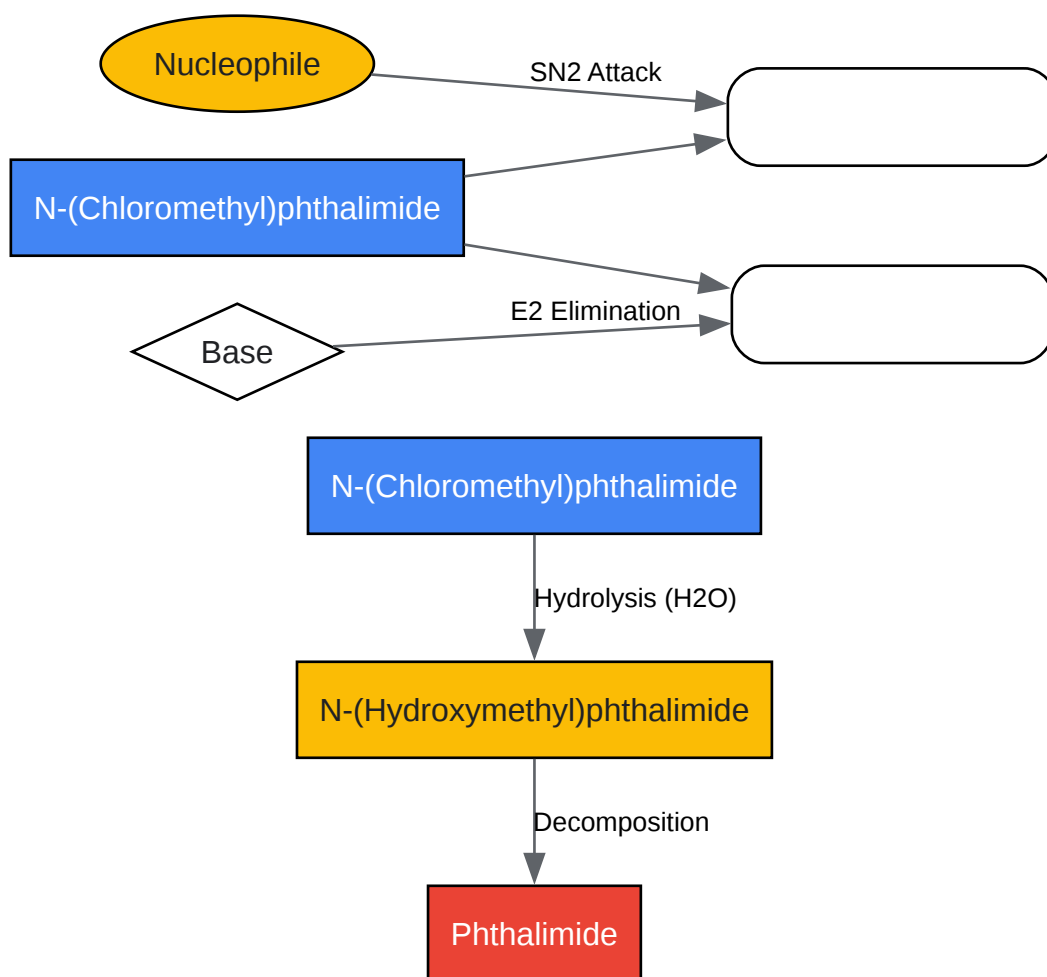 Nucleophile
SN2 Attack
N-(Chloromethyl)phthalimide
E2 Elimination
Base
N-(Chloromethyl)phthalimide
Hydrolysis (H2O)
N-(Hydroxymethyl)phthalimide
Decomposition
Phthalimide